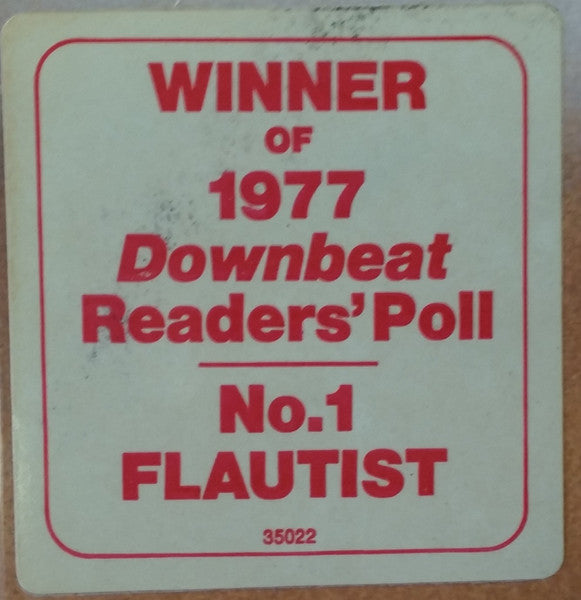 WINNER
OF
1977
Downbeat
Readers' Poll
No.1
FLAUTIST
35022